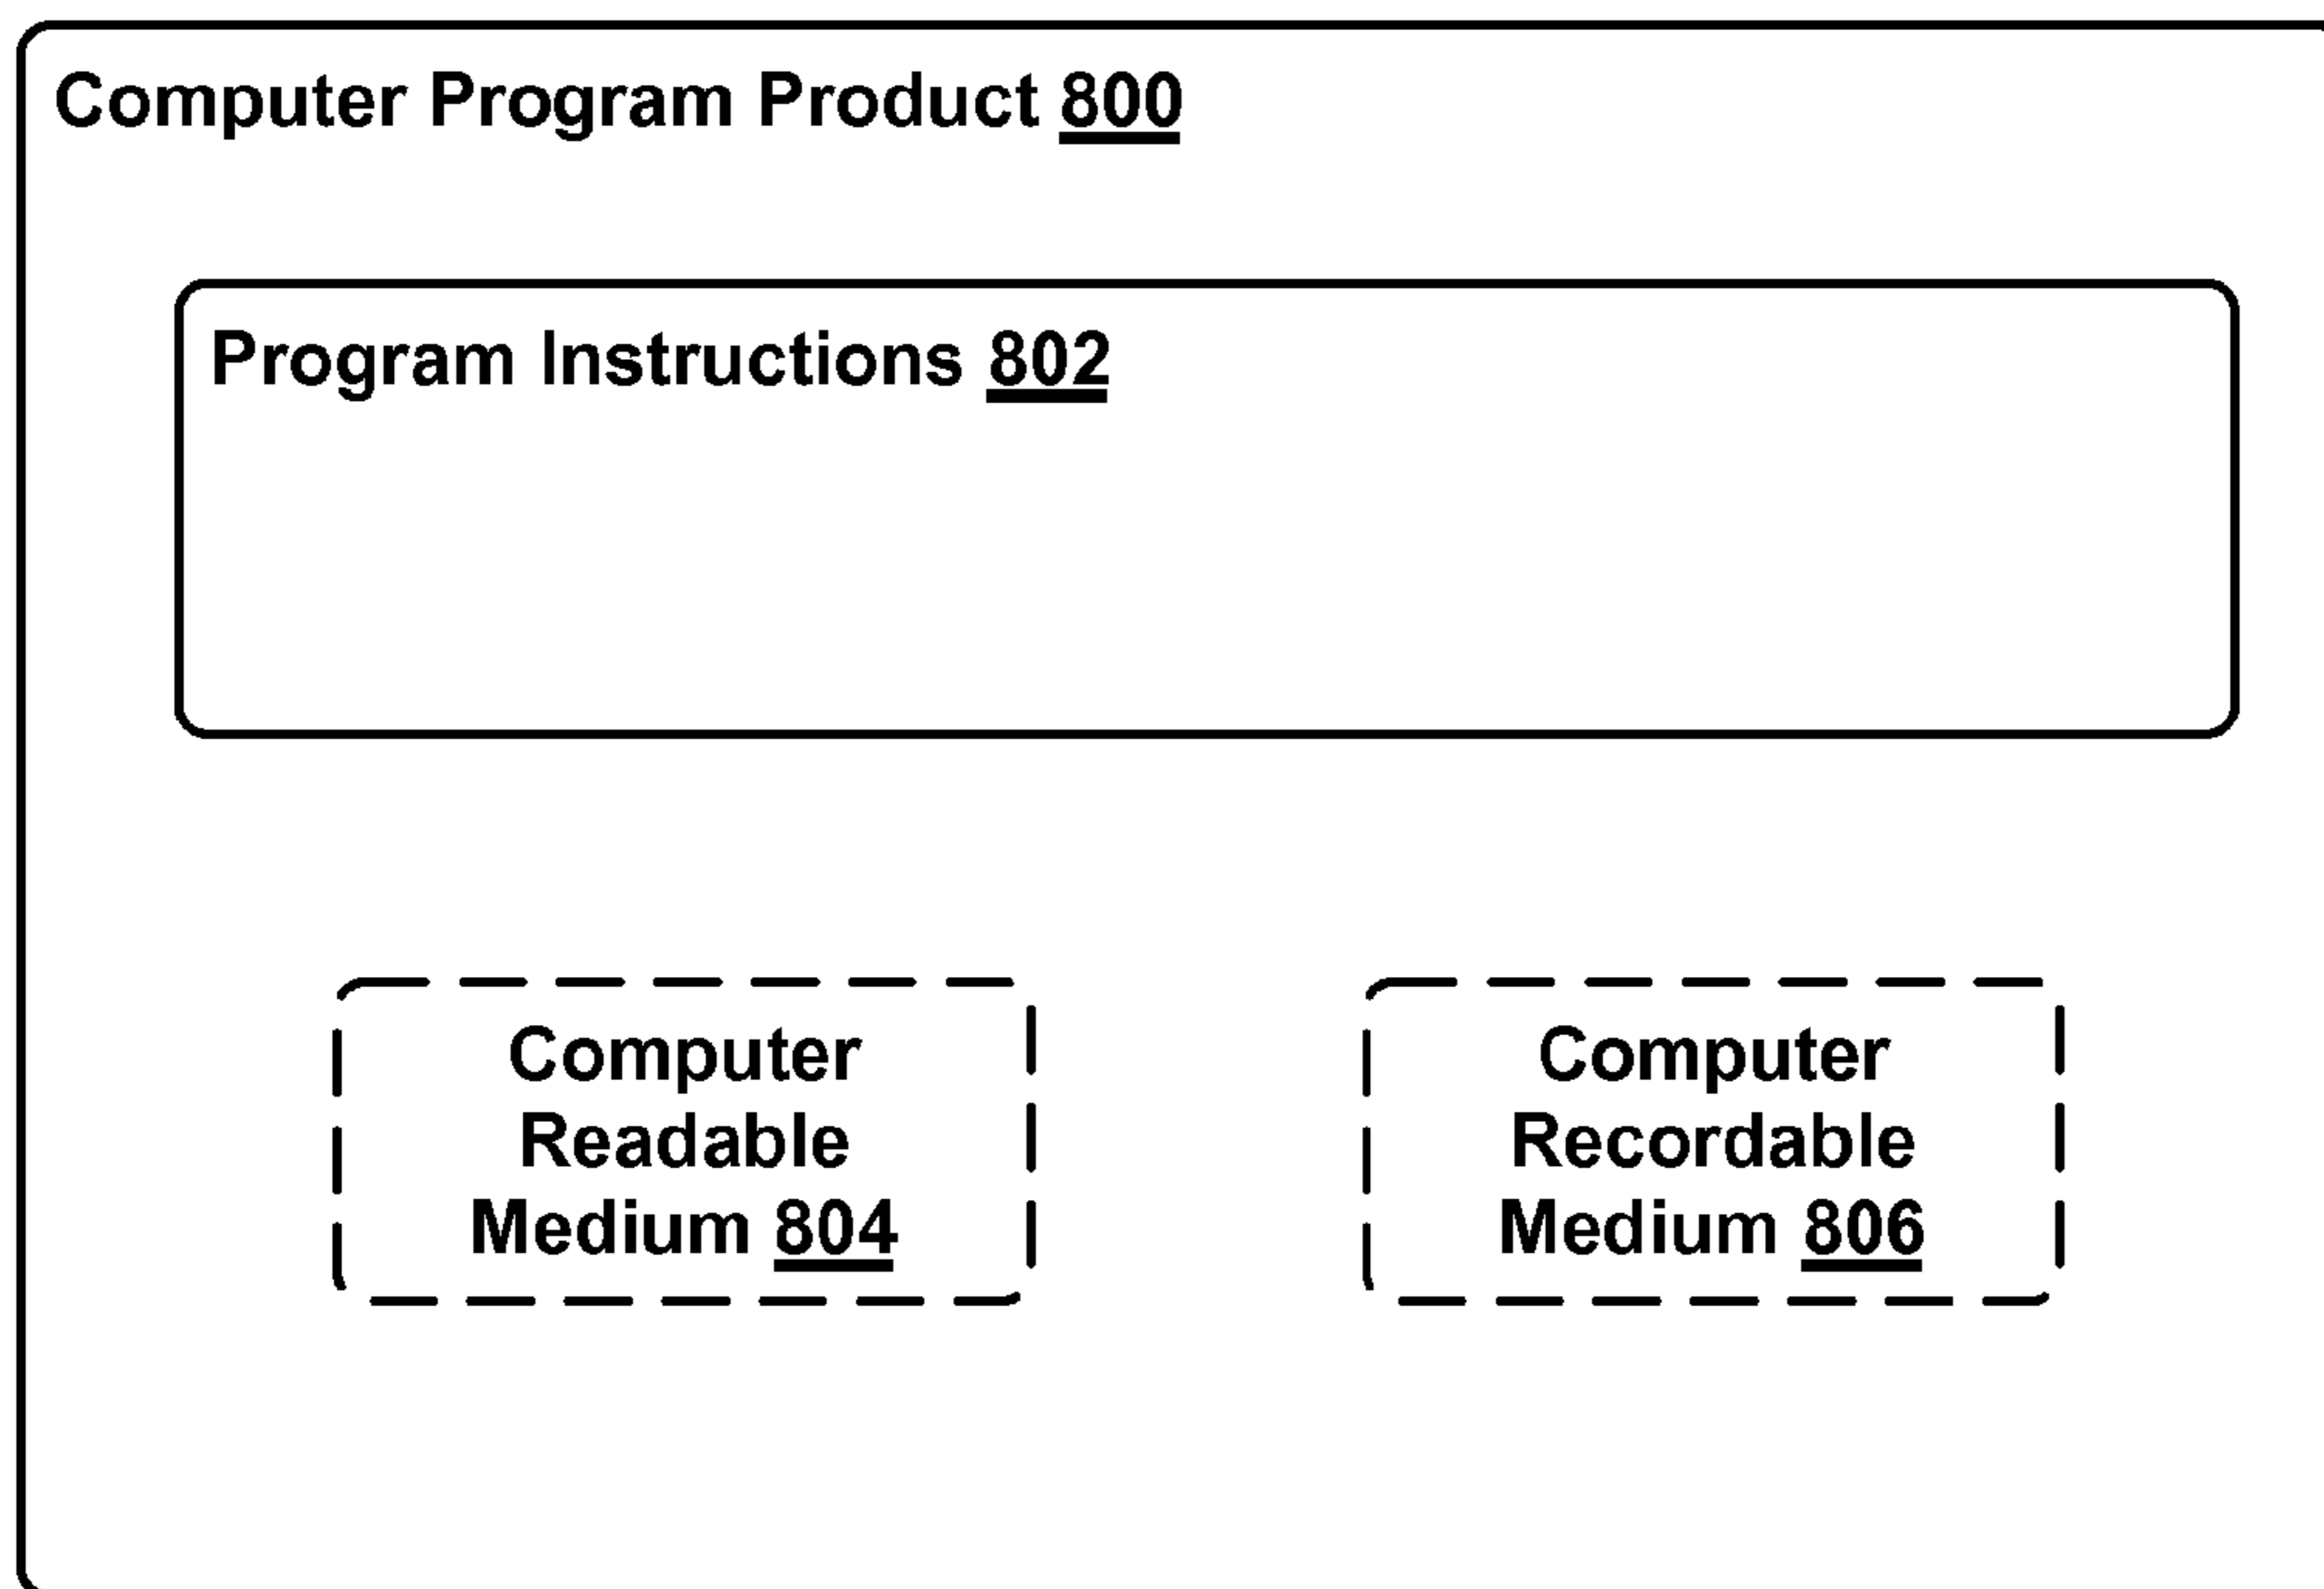 Computer Program Product 800
Program Instructions 802
Computer
Readable
Medium 804
Computer
Recordable
Medium 806